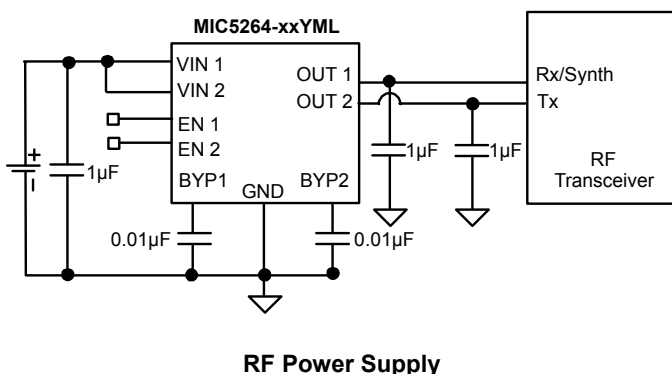 MIC5264-xxYML
VIN 1
VIN 2
EN 1
EN 2
BYP1
GND
BYP2
OUT 1
OUT 2
Rx/Synth
Tx
RF
Transceiver
+
–
1µF
1µF
1µF
0.01µF
0.01µF
RF Power Supply